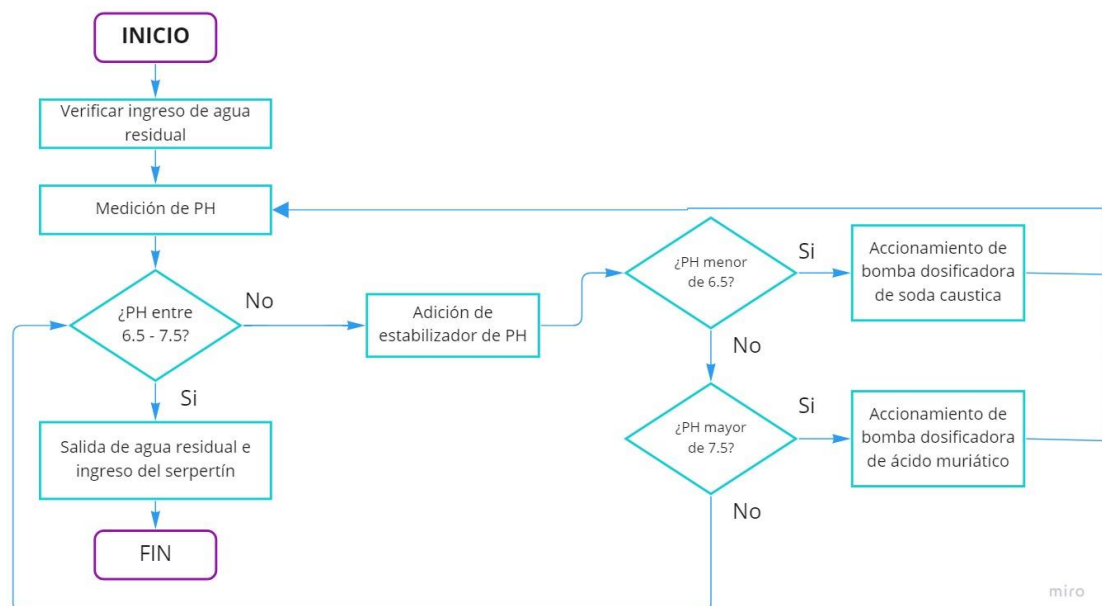 INICIO
Verificar ingreso de agua
residual
Medición de PH
¿PH entre
6.5 - 7.5?
No
Adición de
estabilizador de PH
¿PH menor
de 6.5?
Si
Accionamiento de
bomba dosificadora
de soda caustica
No
¿PH mayor
de 7.5?
Si
Accionamiento de
bomba dosificadora
de ácido muriático
No
Si
Salida de agua residual e
ingreso del serpertín
FIN
miro